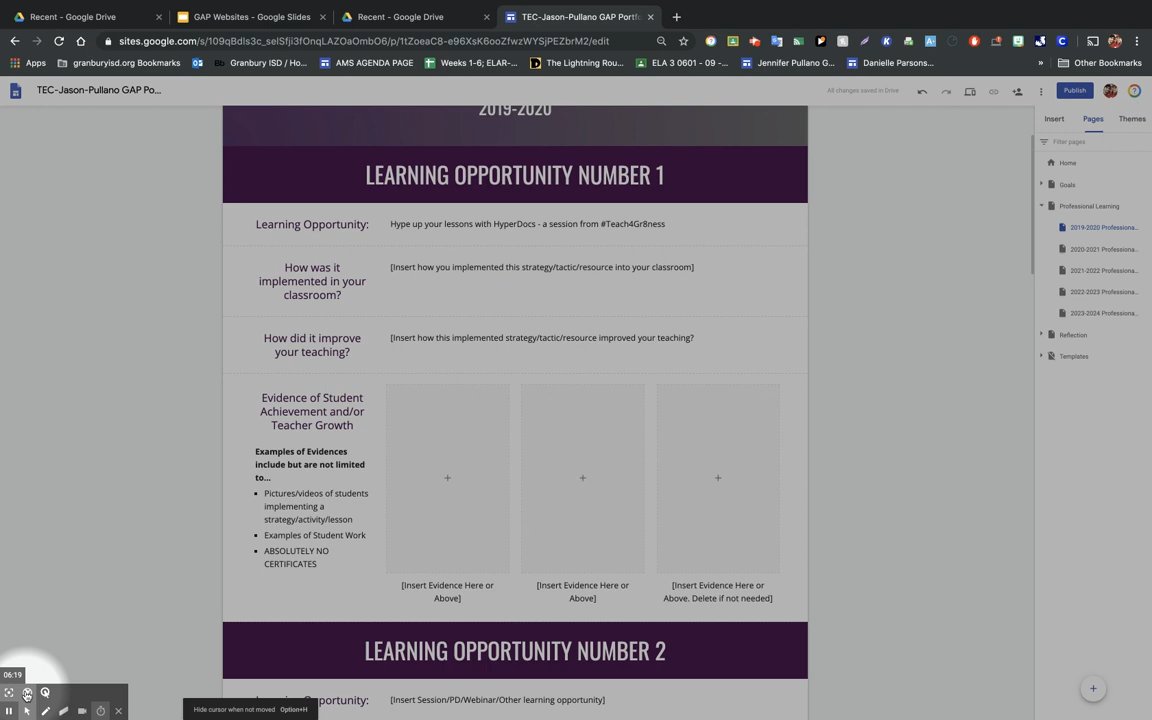 Recent - Google Drive
GAP Websites - Google Slides
Recent - Google Drive
TEC-Jason-Pullano GAP Portfo
sites.google.com/s/109qBdls3c_selSfji3fOnqLAZOaOmbO6/p/1tZoeaC8-e96XsK6ooZfwzWYSjPEZbrM2/edit
Apps
granburyisd.org Bookmarks
Granbury ISD / Ho...
AMS AGENDA PAGE
Weeks 1-6; ELAR-...
The Lightning Rou...
ELA 3 0601 - 09 -...
Jennifer Pullano G...
Danielle Parsons...
»
Other Bookmarks
TEC-Jason-Pullano GAP Po...
All changes saved in Drive
Publish
Insert
Pages
Themes
Filter pages
Home
Goals
Professional Learning
2019-2020 Professiona...
2020-2021 Professiona...
2021-2022 Professiona...
2022-2023 Professiona...
2023-2024 Professiona...
Reflection
Templates
2019-2020
LEARNING OPPORTUNITY NUMBER 1
Learning Opportunity:
Hype up your lessons with HyperDocs - a session from #Teach4Gr8ness
How was it
implemented in your
classroom?
[Insert how you implemented this strategy/tactic/resource into your classroom]
How did it improve
your teaching?
[Insert how this implemented strategy/tactic/resource improved your teaching?
Evidence of Student
Achievement and/or
Teacher Growth
Examples of Evidences
include but are not limited
to...
Pictures/videos of students
implementing a
strategy/activity/lesson
Examples of Student Work
ABSOLUTELY NO
CERTIFICATES
[Insert Evidence Here or
Above]
[Insert Evidence Here or
Above]
[Insert Evidence Here or
Above. Delete if not needed]
LEARNING OPPORTUNITY NUMBER 2
Opportunity:
[Insert Session/PD/Webinar/Other learning opportunity]
06:19
Hide cursor when not moved Option+H